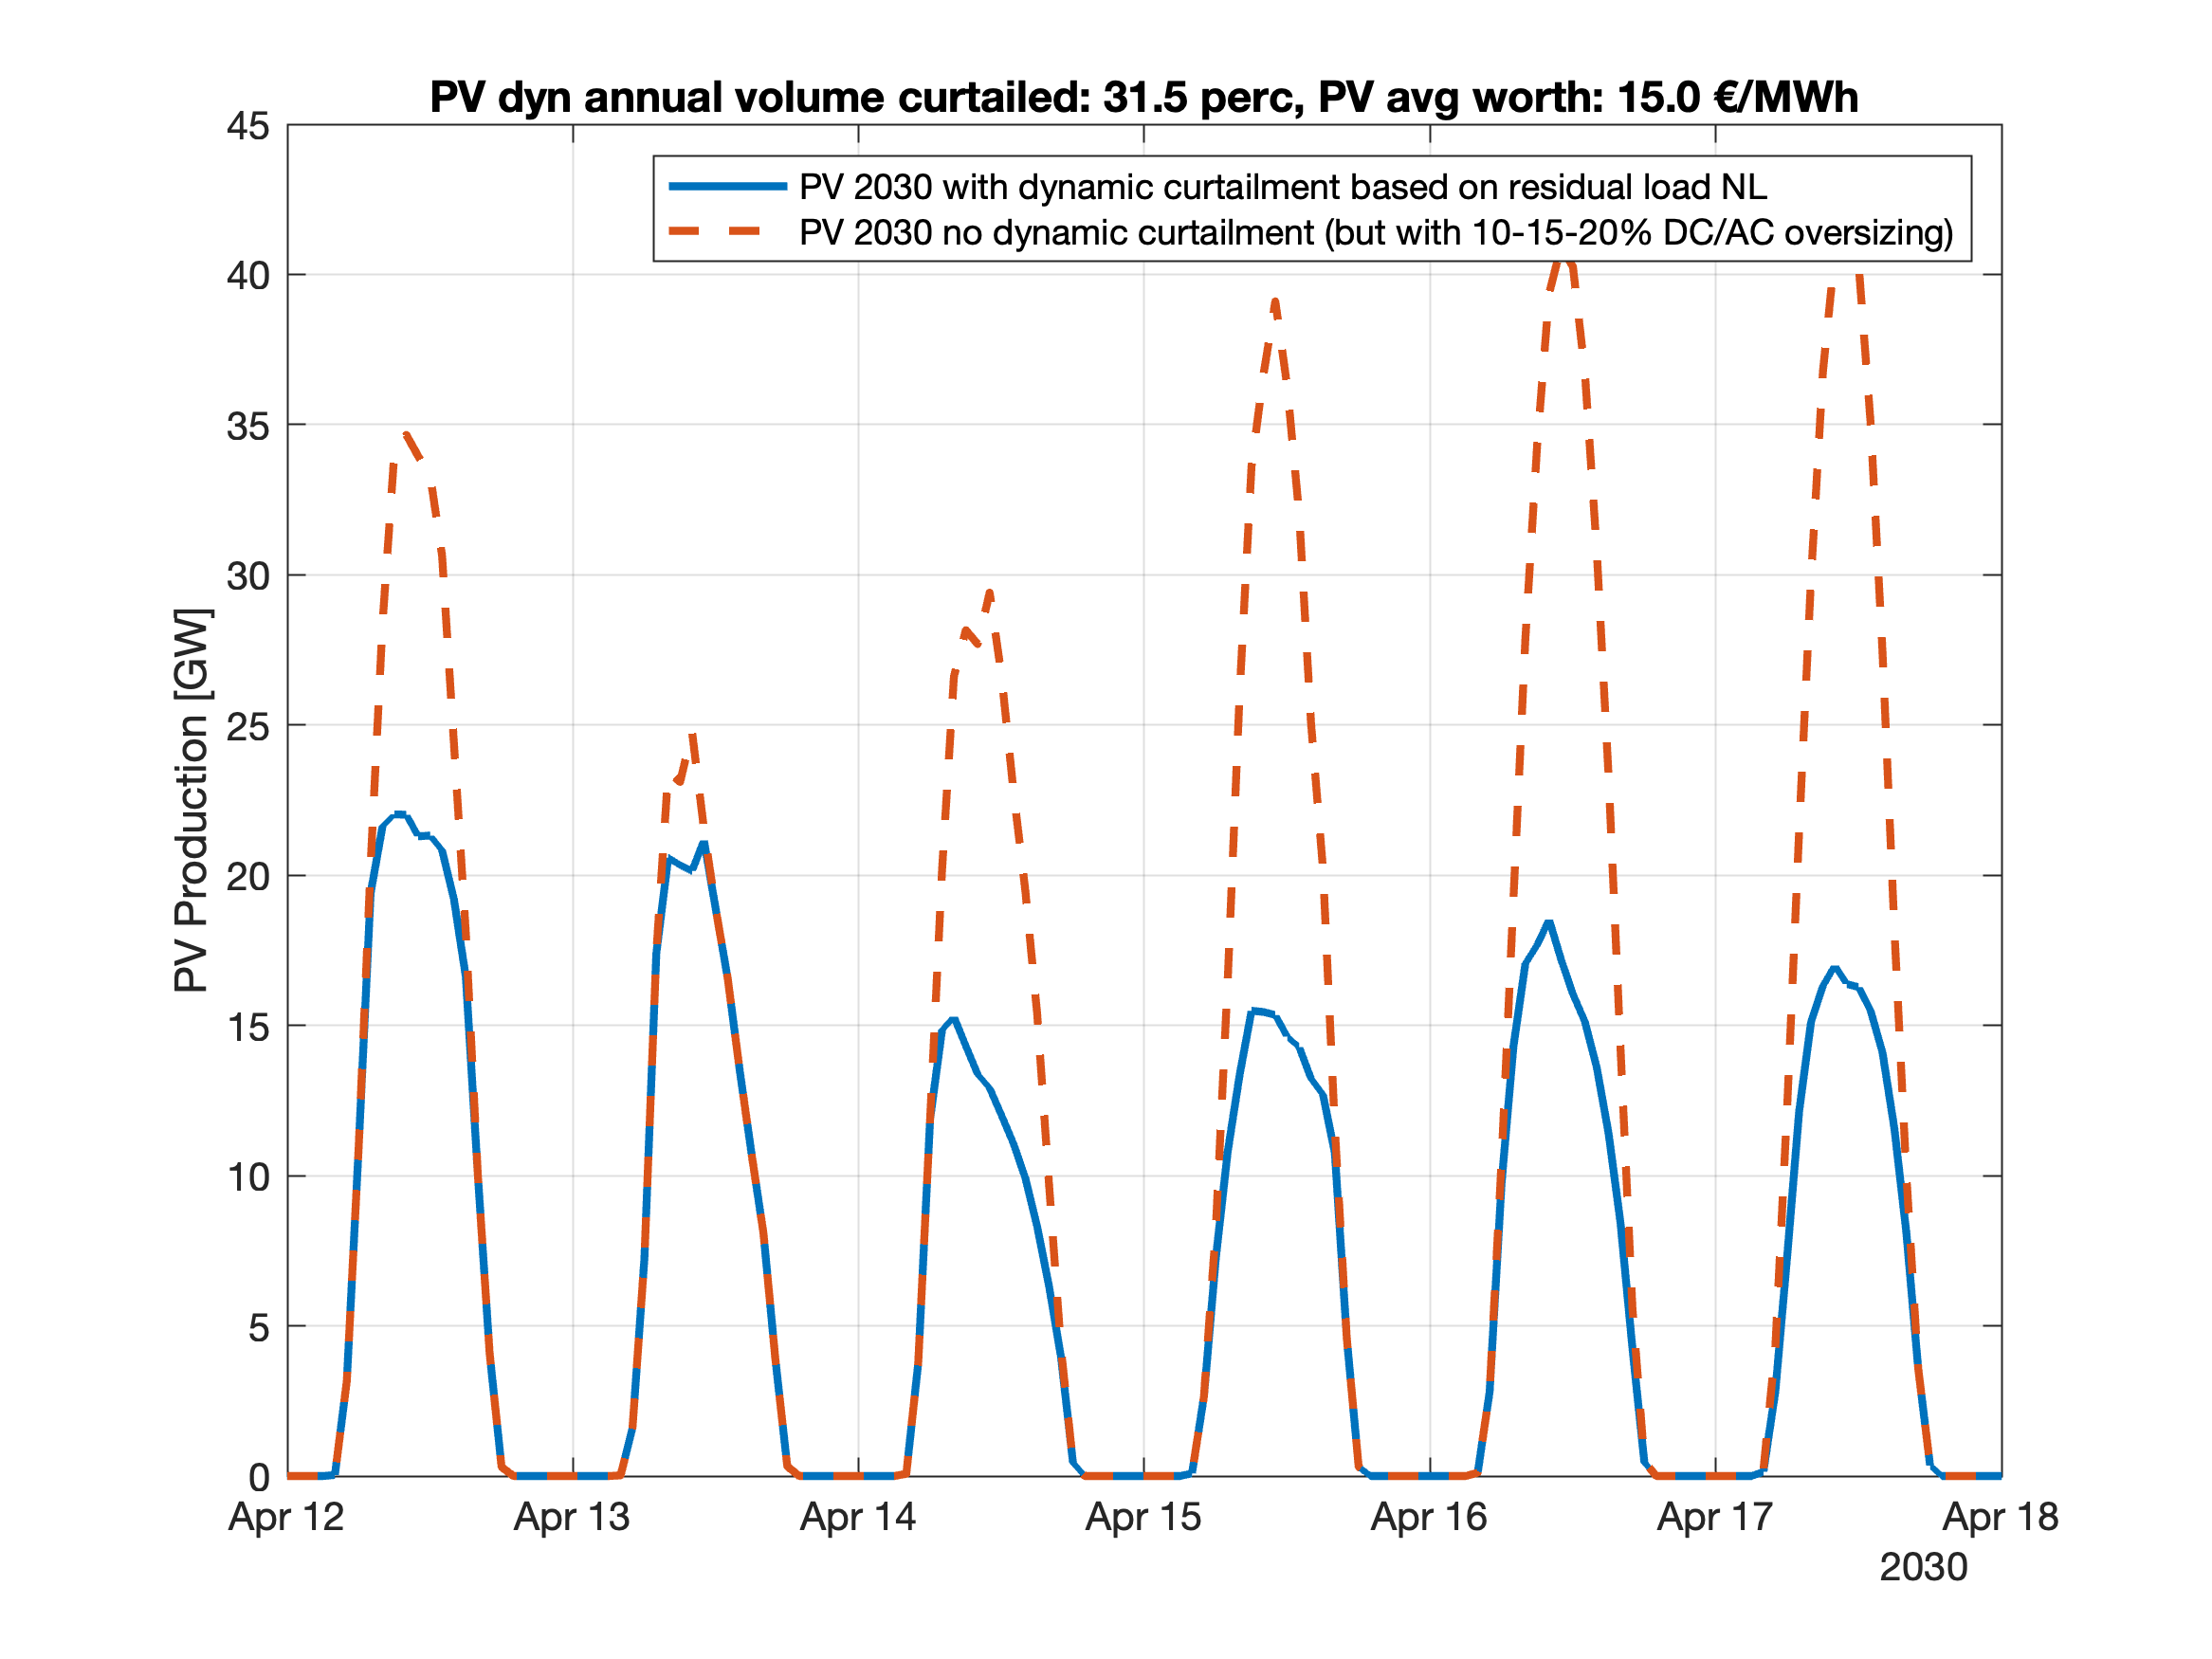 PV dyn annual volume curtailed: 31.5 perc, PV avg worth: 15.0 €/MWh
PV 2030 with dynamic curtailment based on residual load NL
PV 2030 no dynamic curtailment (but with 10-15-20% DC/AC oversizing)
PV Production [GW]
45
40
35
30
25
20
15
10
5
0
Apr 12 Apr 13 Apr 14 Apr 15 Apr 16 Apr 17 Apr 18
2030